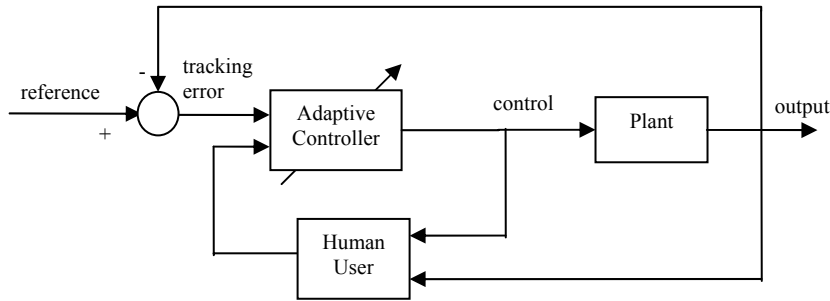 -
tracking
error
reference
+
Adaptive
Controller
control
Plant
output
Human
User